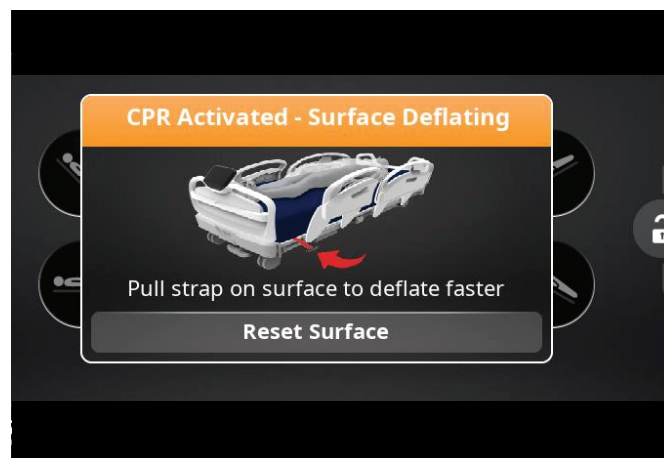 CPR Activated - Surface Deflating
Pull strap on surface to deflate faster
Reset Surface